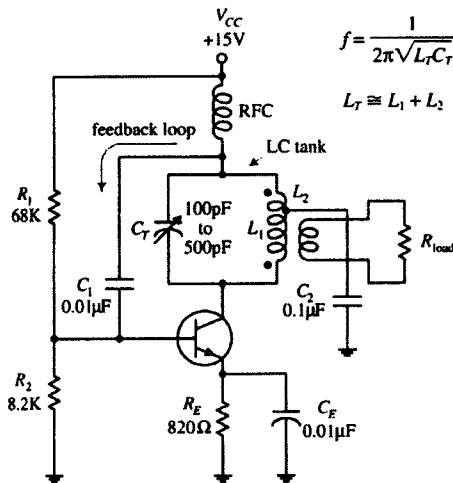 V_CC
+15V
f = 1 / 2π√L_T C_T
L_T ≅ L_1 + L_2
RFC
feedback loop
LC tank
R_1
68K
C_T
100pF
to
500pF
L_1
L_2
R_load
C_1
0.01µF
C_2
0.1µF
R_2
8.2K
R_E
820Ω
C_E
0.01µF